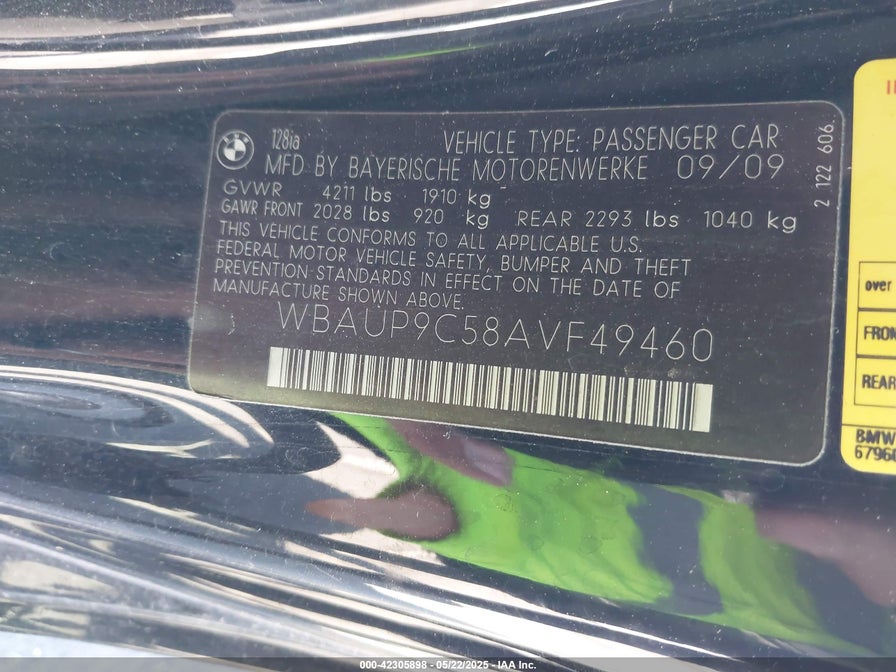 BMW
128ia
VEHICLE TYPE: PASSENGER CAR
MFD BY BAYERISCHE MOTORENWERKE 09/09
GVWR 4211 lbs 1910 kg
GAWR FRONT 2028 lbs 920 kg REAR 2293 lbs 1040 kg
THIS VEHICLE CONFORMS TO ALL APPLICABLE U.S.
FEDERAL MOTOR VEHICLE SAFETY, BUMPER AND THEFT
PREVENTION STANDARDS IN EFFECT ON THE DATE OF
MANUFACTURE SHOWN ABOVE.
WBAUP9C58AVF49460
2 122 606.
over
FRON
REAR
BMW
6796
000-42305898 - 05/22/2025 - IAA Inc.